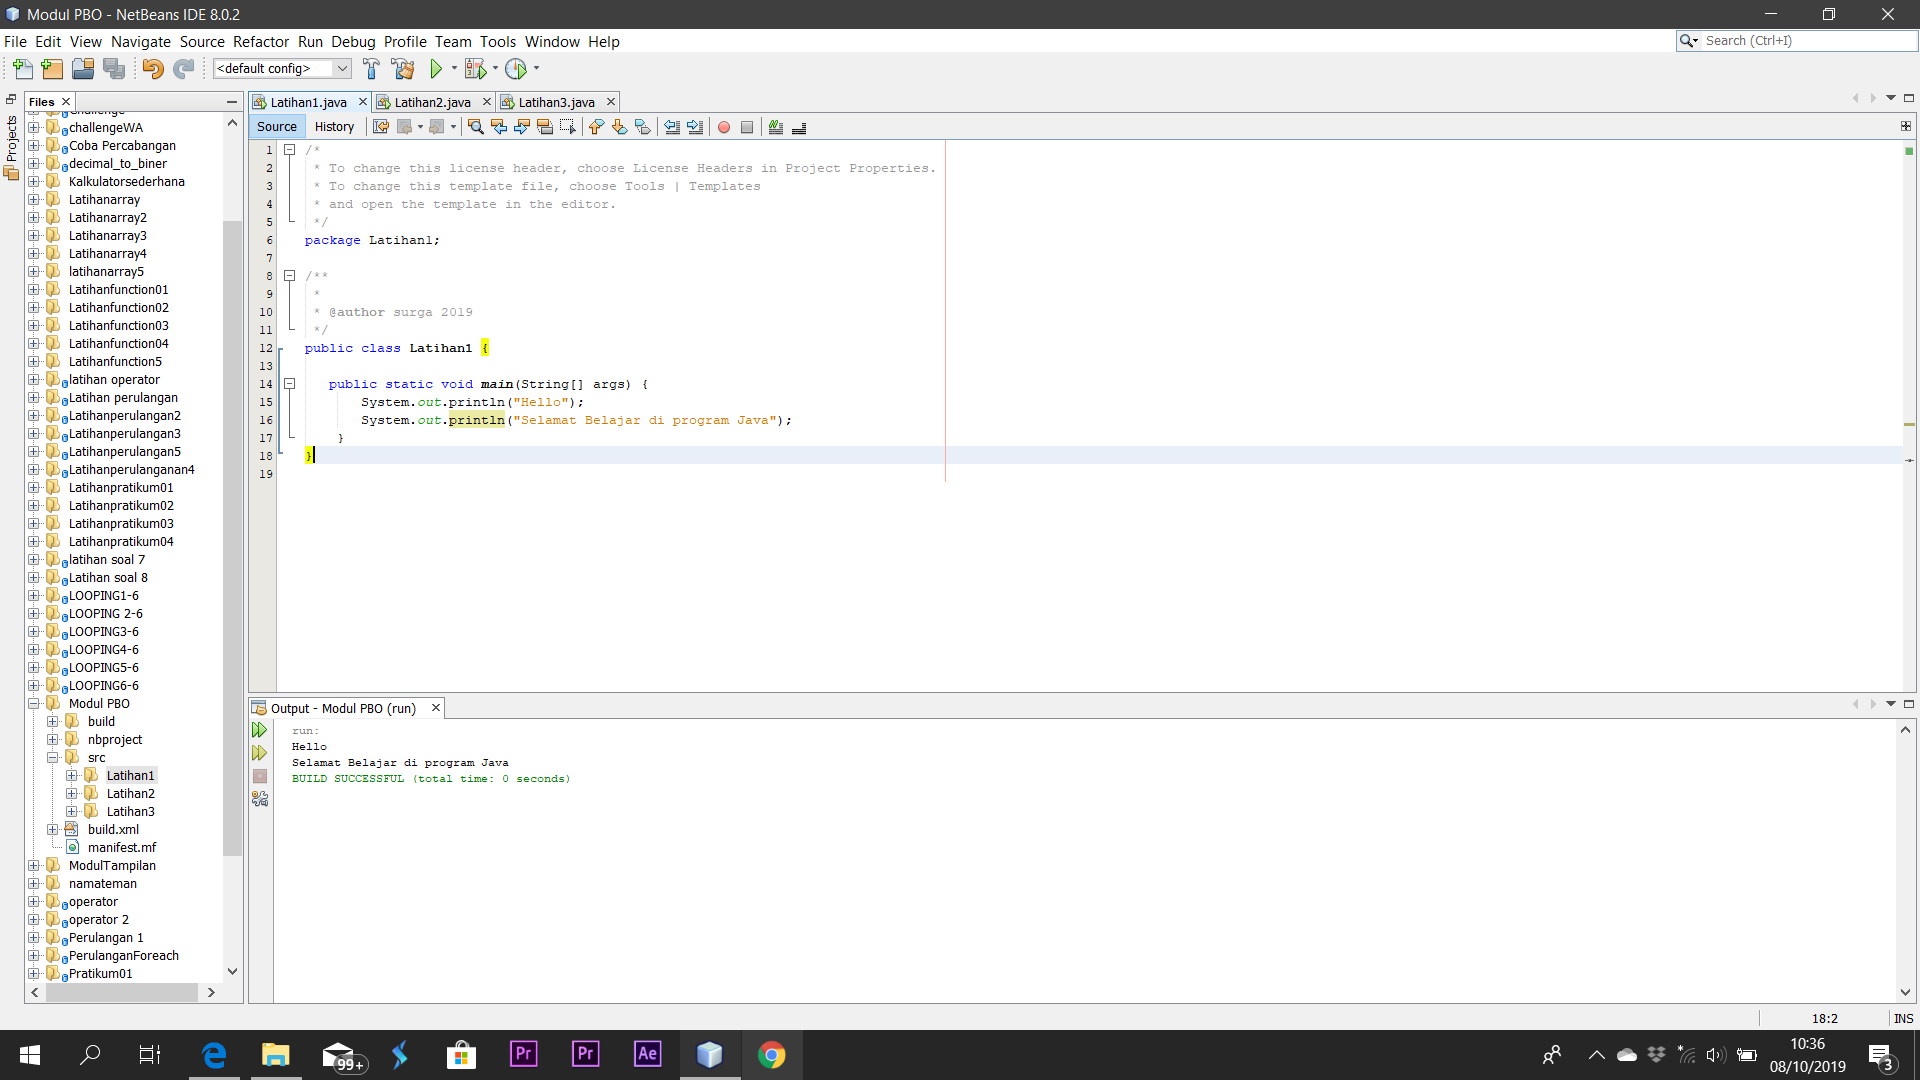 Modul PBO - NetBeans IDE 8.0.2
File Edit View Navigate Source Refactor Run Debug Profile Team Tools Window Help
Search (Ctrl+I)
<default config>
Projects
Files
challengeWA
Coba Percabangan
decimal_to_biner
Kalkulatorsederhana
Latihanarray
Latihanarray2
Latihanarray3
Latihanarray4
latihanarray5
Latihanfunction01
Latihanfunction02
Latihanfunction03
Latihanfunction04
Latihanfunction5
latihan operator
Latihan perulangan
Latihanperulangan2
Latihanperulangan3
Latihanperulangan5
Latihanperulanganan4
Latihanpratikum01
Latihanpratikum02
Latihanpratikum03
Latihanpratikum04
latihan soal 7
Latihan soal 8
LOOPING1-6
LOOPING 2-6
LOOPING3-6
LOOPING4-6
LOOPING5-6
LOOPING6-6
Modul PBO
build
nbproject
src
Latihan1
Latihan2
Latihan3
build.xml
manifest.mf
ModulTampilan
namateman
operator
operator 2
Perulangan 1
PerulanganForeach
Pratikum01
Latihan1.java Latihan2.java Latihan3.java
Source History
1 /*
2 * To change this license header, choose License Headers in Project Properties.
3 * To change this template file, choose Tools | Templates
4 * and open the template in the editor.
5 */
6 package Latihan1;
7
8 /**
9 *
10 * @author surga 2019
11 */
12 public class Latihan1 {
13
14 public static void main(String[] args) {
15 System.out.println("Hello");
16 System.out.println("Selamat Belajar di program Java");
17 }
18 }
19
Output - Modul PBO (run)
run:
Hello
Selamat Belajar di program Java
BUILD SUCCESSFUL (total time: 0 seconds)
18:2 INS
99+
Pr
Pr
Ae
10:36
08/10/2019
3